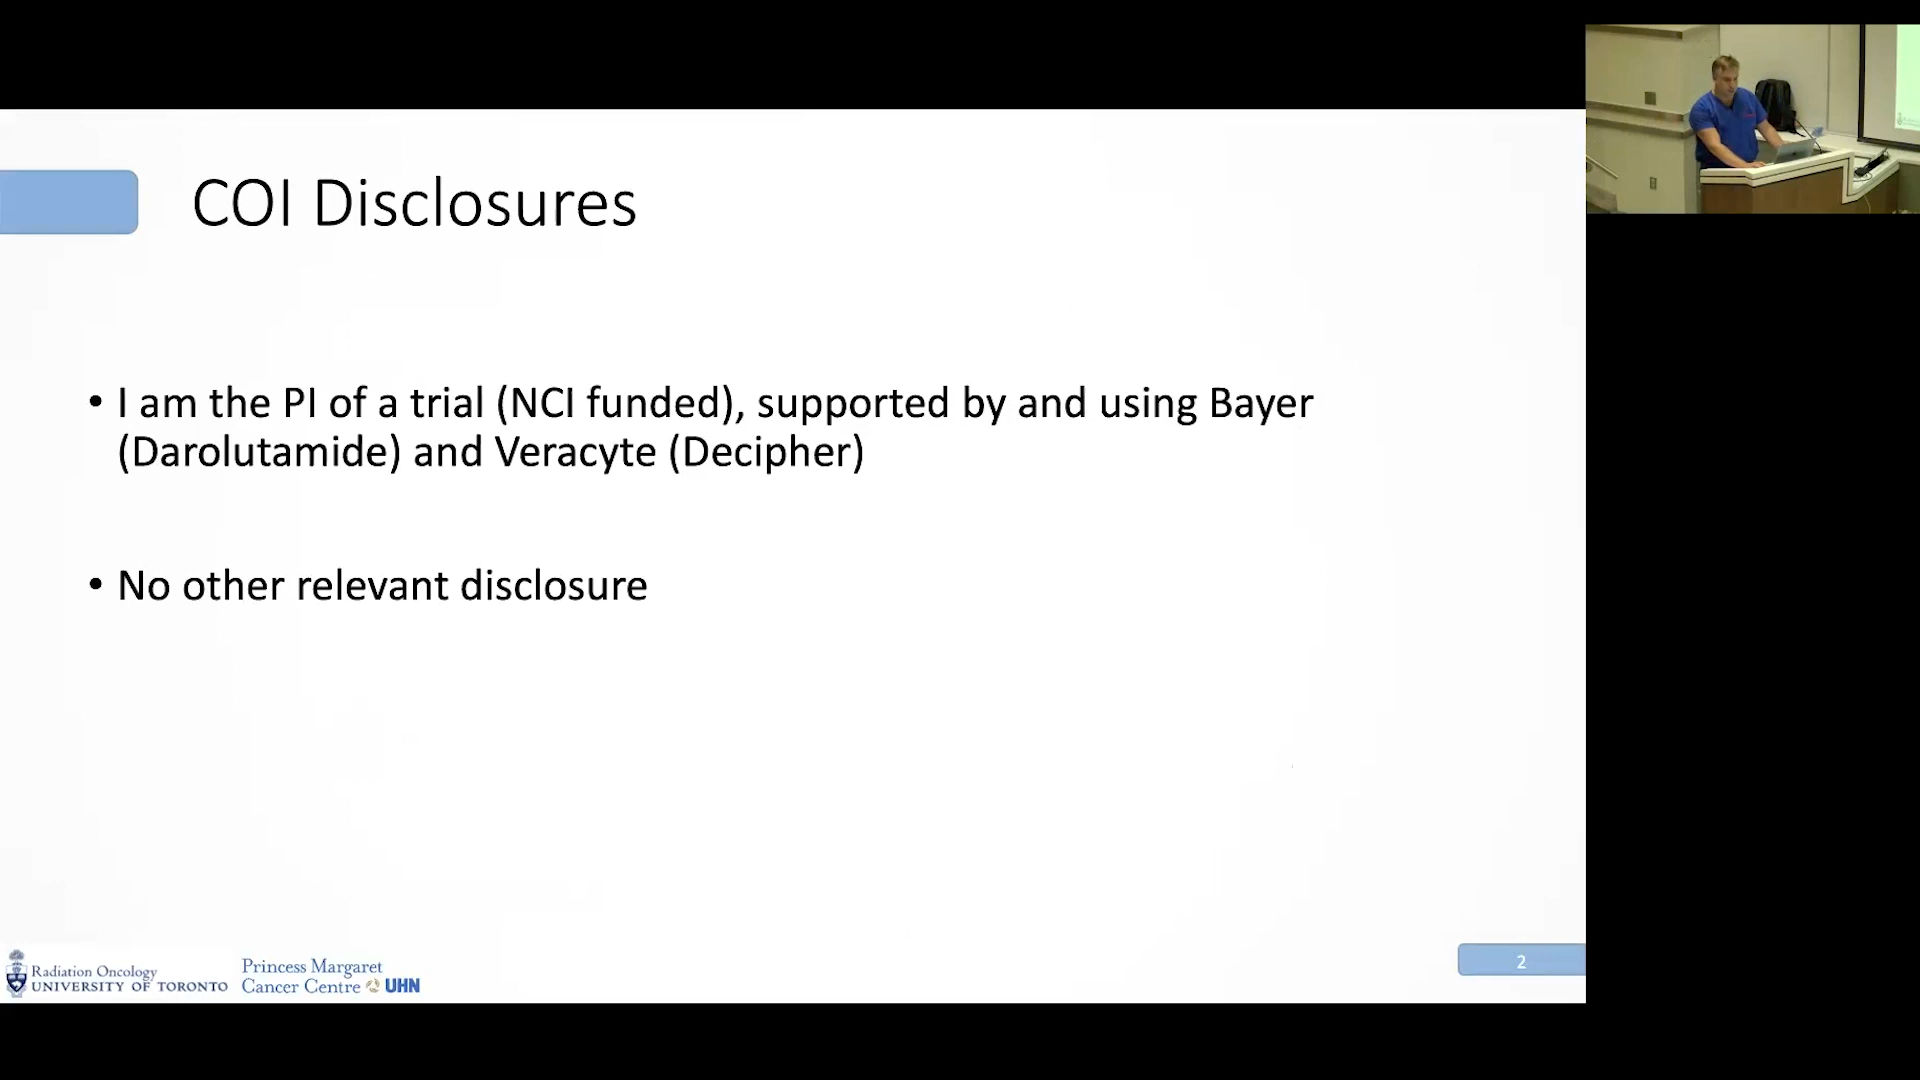 COI Disclosures
• I am the PI of a trial (NCI funded), supported by and using Bayer
(Darolutamide) and Veracyte (Decipher)
• No other relevant disclosure
Radiation Oncology
UNIVERSITY OF TORONTO
Princess Margaret
Cancer Centre UHN
2